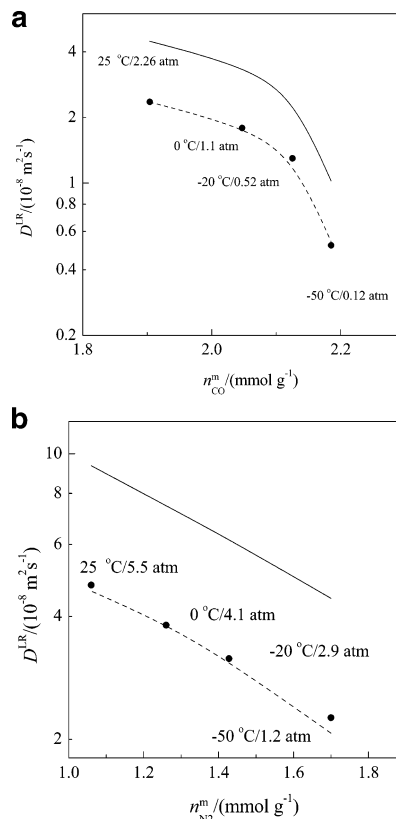 a
4
25 °C/2.26 atm
2
0 °C/1.1 atm
-20 °C/0.52 atm
1
0.8
0.6
0.4
-50 °C/0.12 atm
0.2
1.8 2.0 2.2
D^LR/(10^-8 m^2 s^-1)
n^m_CO/(mmol g^-1)
b
10
8
6
25 °C/5.5 atm
0 °C/4.1 atm
4
-20 °C/2.9 atm
-50 °C/1.2 atm
2
1.0 1.2 1.4 1.6 1.8
D^LR/(10^-8 m^2 s^-1)
n^m_N2/(mmol g^-1)